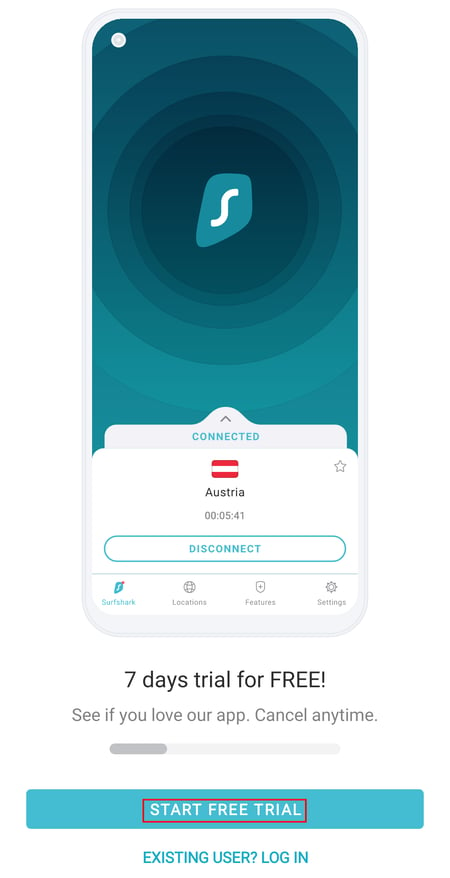 CONNECTED
Austria
00:05:41
DISCONNECT
Surfshark
Locations
Features
Settings
7 days trial for FREE!
See if you love our app. Cancel anytime.
START FREE TRIAL
EXISTING USER? LOG IN